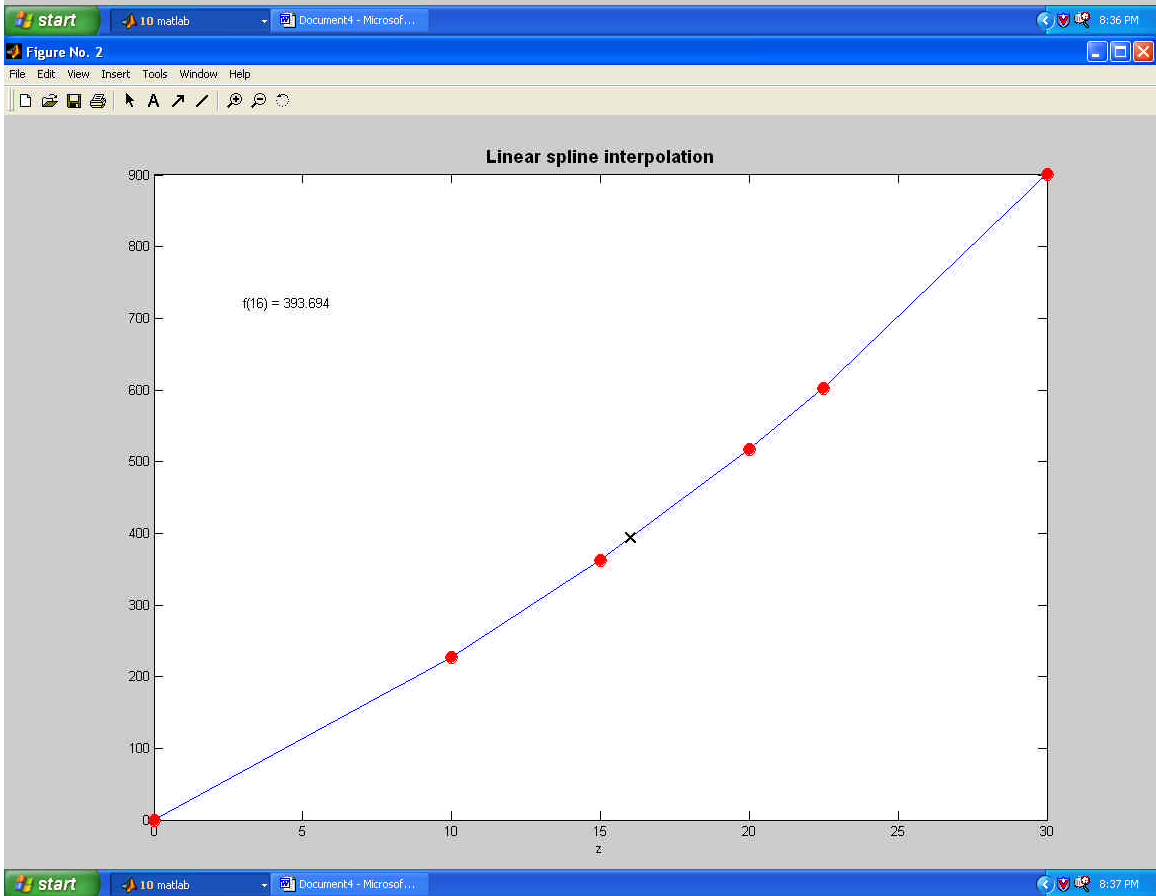 start 10 matlab Document4 - Microsof... 8:36 PM
Figure No. 2
File Edit View Insert Tools Window Help
A
Linear spline interpolation
900
800
f(16) = 393.694
700
600
500
400
300
200
100
0
0 5 10 15 20 25 30
z
start 10 matlab Document4 - Microsof... 8:37 PM